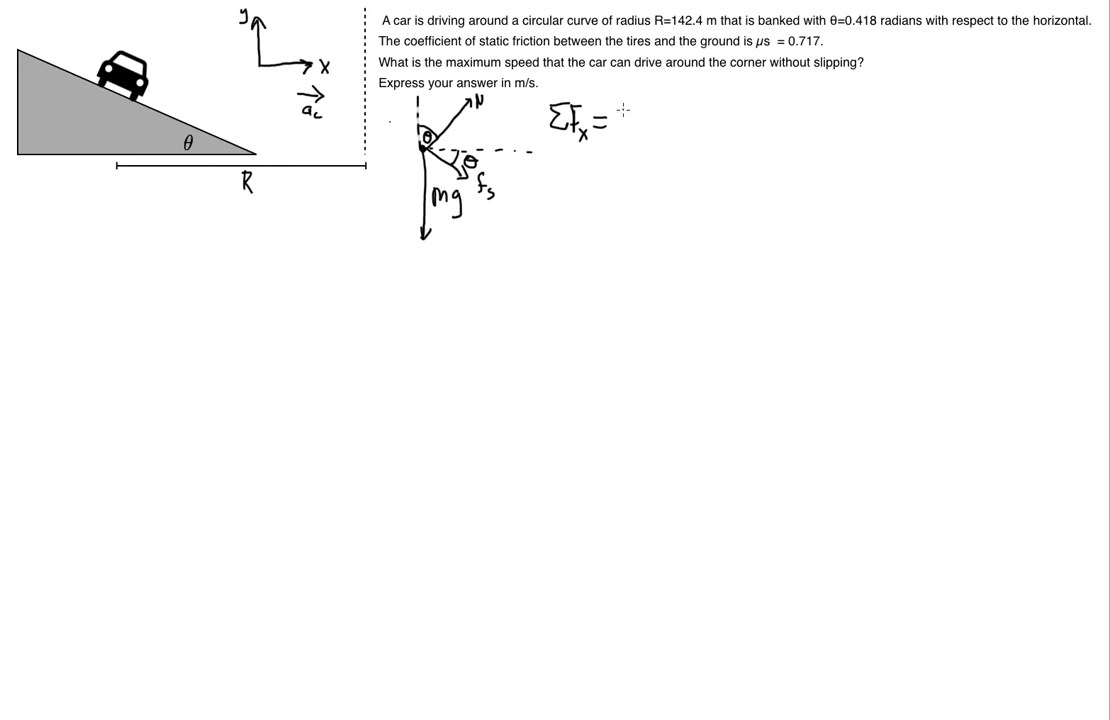 A car is driving around a circular curve of radius R=142.4 m that is banked with θ=0.418 radians with respect to the horizontal.
The coefficient of static friction between the tires and the ground is µs = 0.717.
What is the maximum speed that the car can drive around the corner without slipping?
Express your answer in m/s.
y
x
a_c
θ
R
N
θ
θ
f_s
mg
ΣF_x =